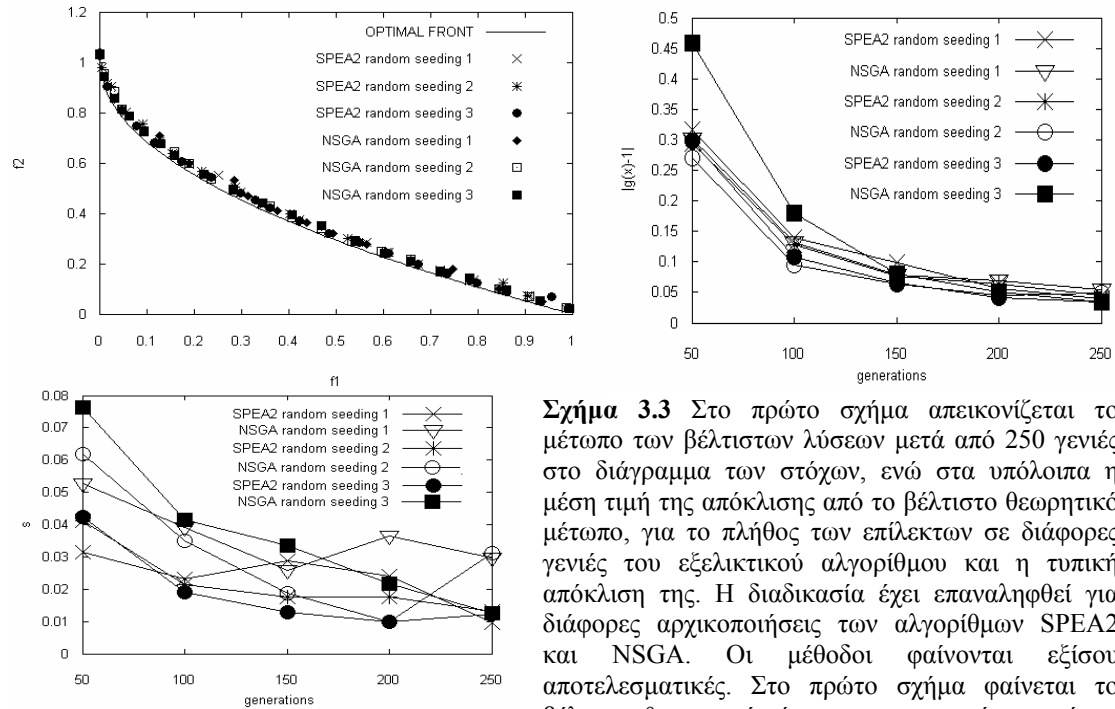 1.2
1
0.8
0.6
0.4
0.2
0
f2
OPTIMAL FRONT
SPEA2 random seeding 1
SPEA2 random seeding 2
SPEA2 random seeding 3
NSGA random seeding 1
NSGA random seeding 2
NSGA random seeding 3
0 0.1 0.2 0.3 0.4 0.5 0.6 0.7 0.8 0.9 1
f1
0.5
0.45
0.4
0.35
0.3
0.25
0.2
0.15
0.1
0.05
0
|g(x)-1|
SPEA2 random seeding 1
NSGA random seeding 1
SPEA2 random seeding 2
NSGA random seeding 2
SPEA2 random seeding 3
NSGA random seeding 3
50 100 150 200 250
generations
0.08
0.07
0.06
0.05
0.04
0.03
0.02
0.01
0
s
SPEA2 random seeding 1
NSGA random seeding 1
SPEA2 random seeding 2
NSGA random seeding 2
SPEA2 random seeding 3
NSGA random seeding 3
50 100 150 200 250
generations
Σχήμα 3.3 Στο πρώτο σχήμα απεικονίζεται το
μέτωπο των βέλτιστων λύσεων μετά από 250 γενιές
στο διάγραμμα των στόχων, ενώ στα υπόλοιπα η
μέση τιμή της απόκλισης από το βέλτιστο θεωρητικό
μέτωπο, για το πλήθος των επίλεκτων σε διάφορες
γενιές του εξελικτικού αλγορίθμου και η τυπική
απόκλιση της. Η διαδικασία έχει επαναληφθεί για
διάφορες αρχικοποιήσεις των αλγορίθμων SPEA2
και NSGA. Οι μέθοδοι φαίνονται εξίσου
αποτελεσματικές. Στο πρώτο σχήμα φαίνεται το